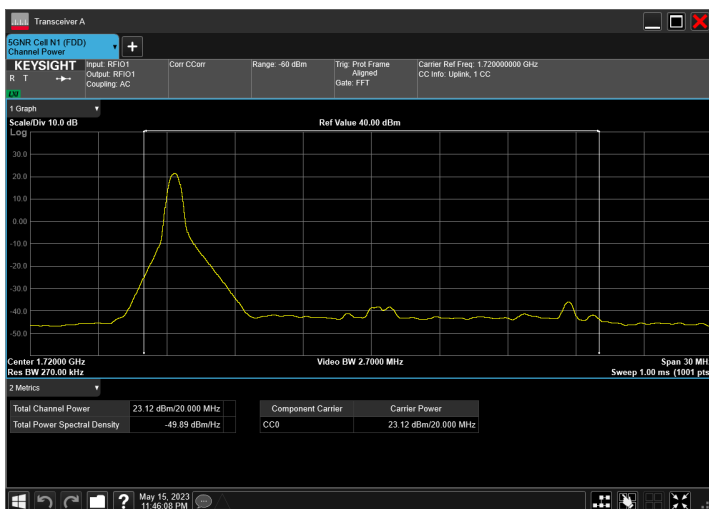 Transceiver A
5GNR Cell N1 (FDD)
Channel Power
KEYSIGHT
R T
LXI
Input: RFIO1
Output: RFIO1
Coupling: AC
Corr CCorr
Range: -60 dBm
Trig: Prot Frame
Aligned
Gate: FFT
Carrier Ref Freq: 1.720000000 GHz
CC Info: Uplink, 1 CC
1 Graph
Scale/Div 10.0 dB
Ref Value 40.00 dBm
Log
30.0
20.0
10.0
0.00
-10.0
-20.0
-30.0
-40.0
-50.0
Center 1.72000 GHz
Video BW 2.7000 MHz
Span 30 MH
Res BW 270.00 kHz
Sweep 1.00 ms (1001 pts
2 Metrics
Total Channel Power 23.12 dBm/20.000 MHz
Total Power Spectral Density -49.89 dBm/Hz
Component Carrier Carrier Power
CC0 23.12 dBm/20.000 MHz
?
May 15, 2023
11:46:08 PM